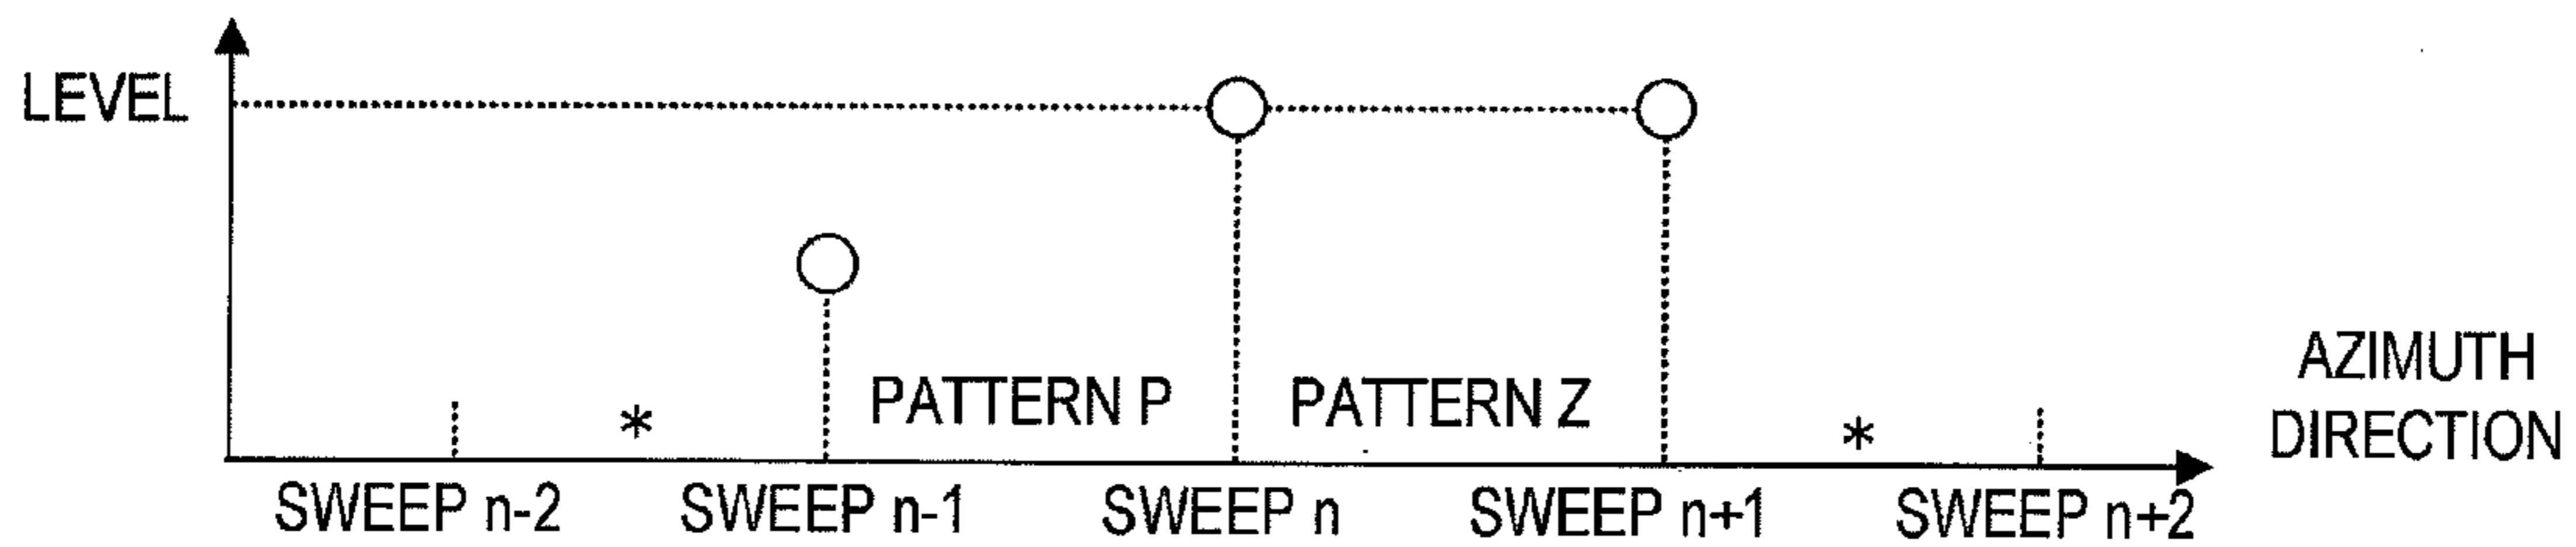 LEVEL
* PATTERN P PATTERN Z *
AZIMUTH
DIRECTION
SWEEP n-2 SWEEP n-1 SWEEP n SWEEP n+1 SWEEP n+2